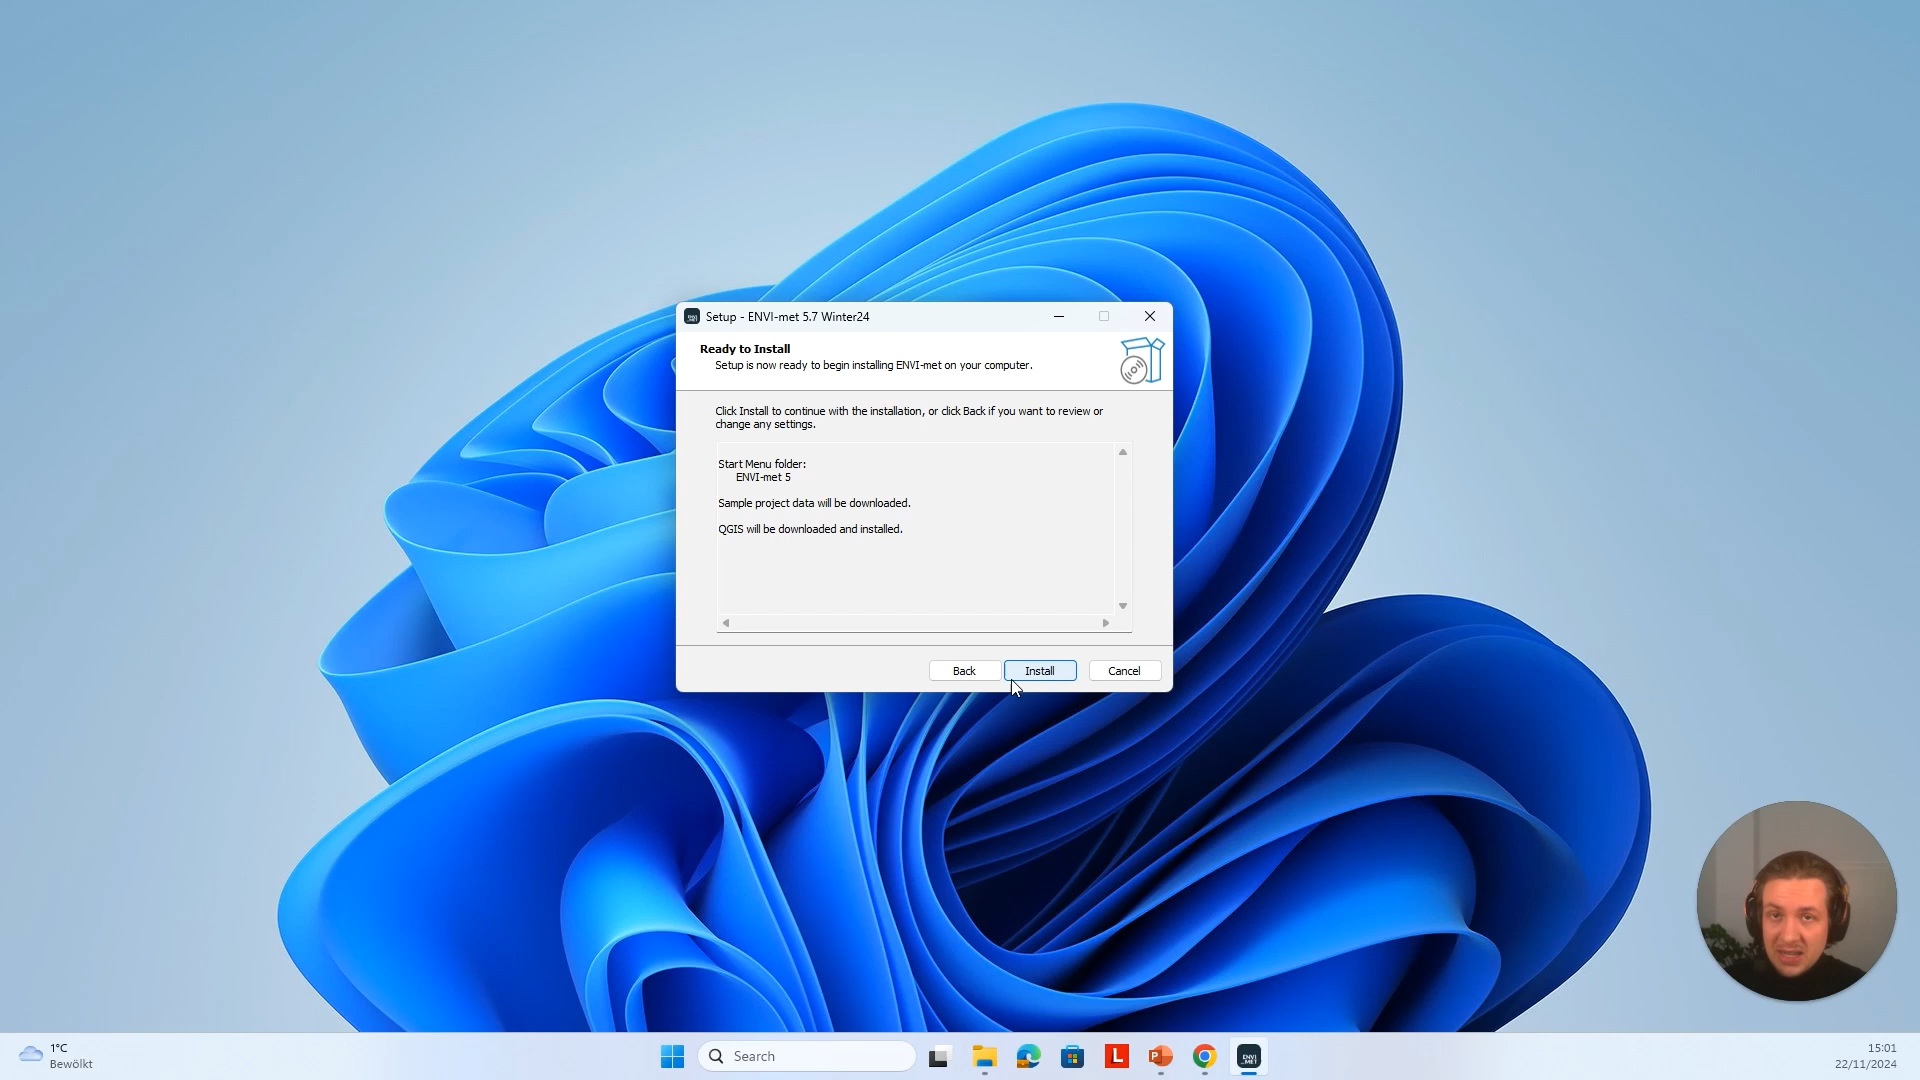 Setup - ENVI-met 5.7 Winter24
Ready to Install
Setup is now ready to begin installing ENVI-met on your computer.
Click Install to continue with the installation, or click Back if you want to review or
change any settings.
Start Menu folder:
ENVI-met 5
Sample project data will be downloaded.
QGIS will be downloaded and installed.
Back
Install
Cancel
1°C
Bewölkt
Search
L
P
ENVI
_MET
15:01
22/11/2024